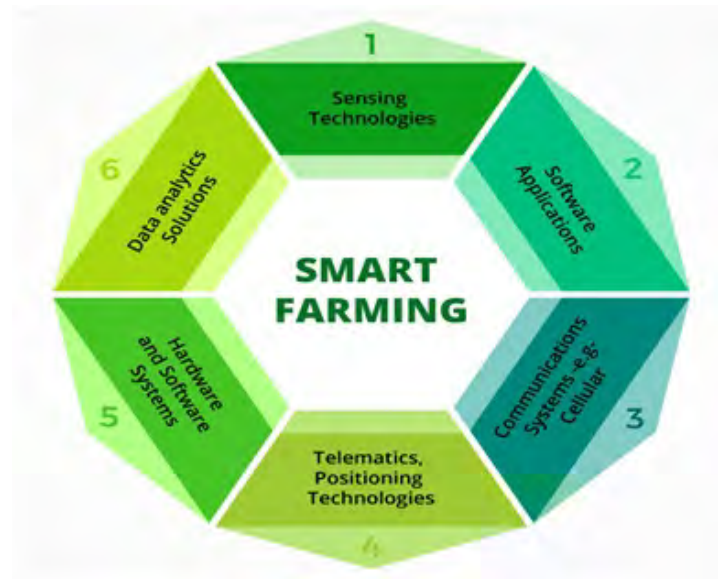 1
Sensing
Technologies
2
Software
Applications
3
Communications
Systems -e.g-
Cellular
4
Telematics,
Positioning
Technologies
5
Hardware
and Software
Systems
6
Data analytics
Solutions
SMART
FARMING